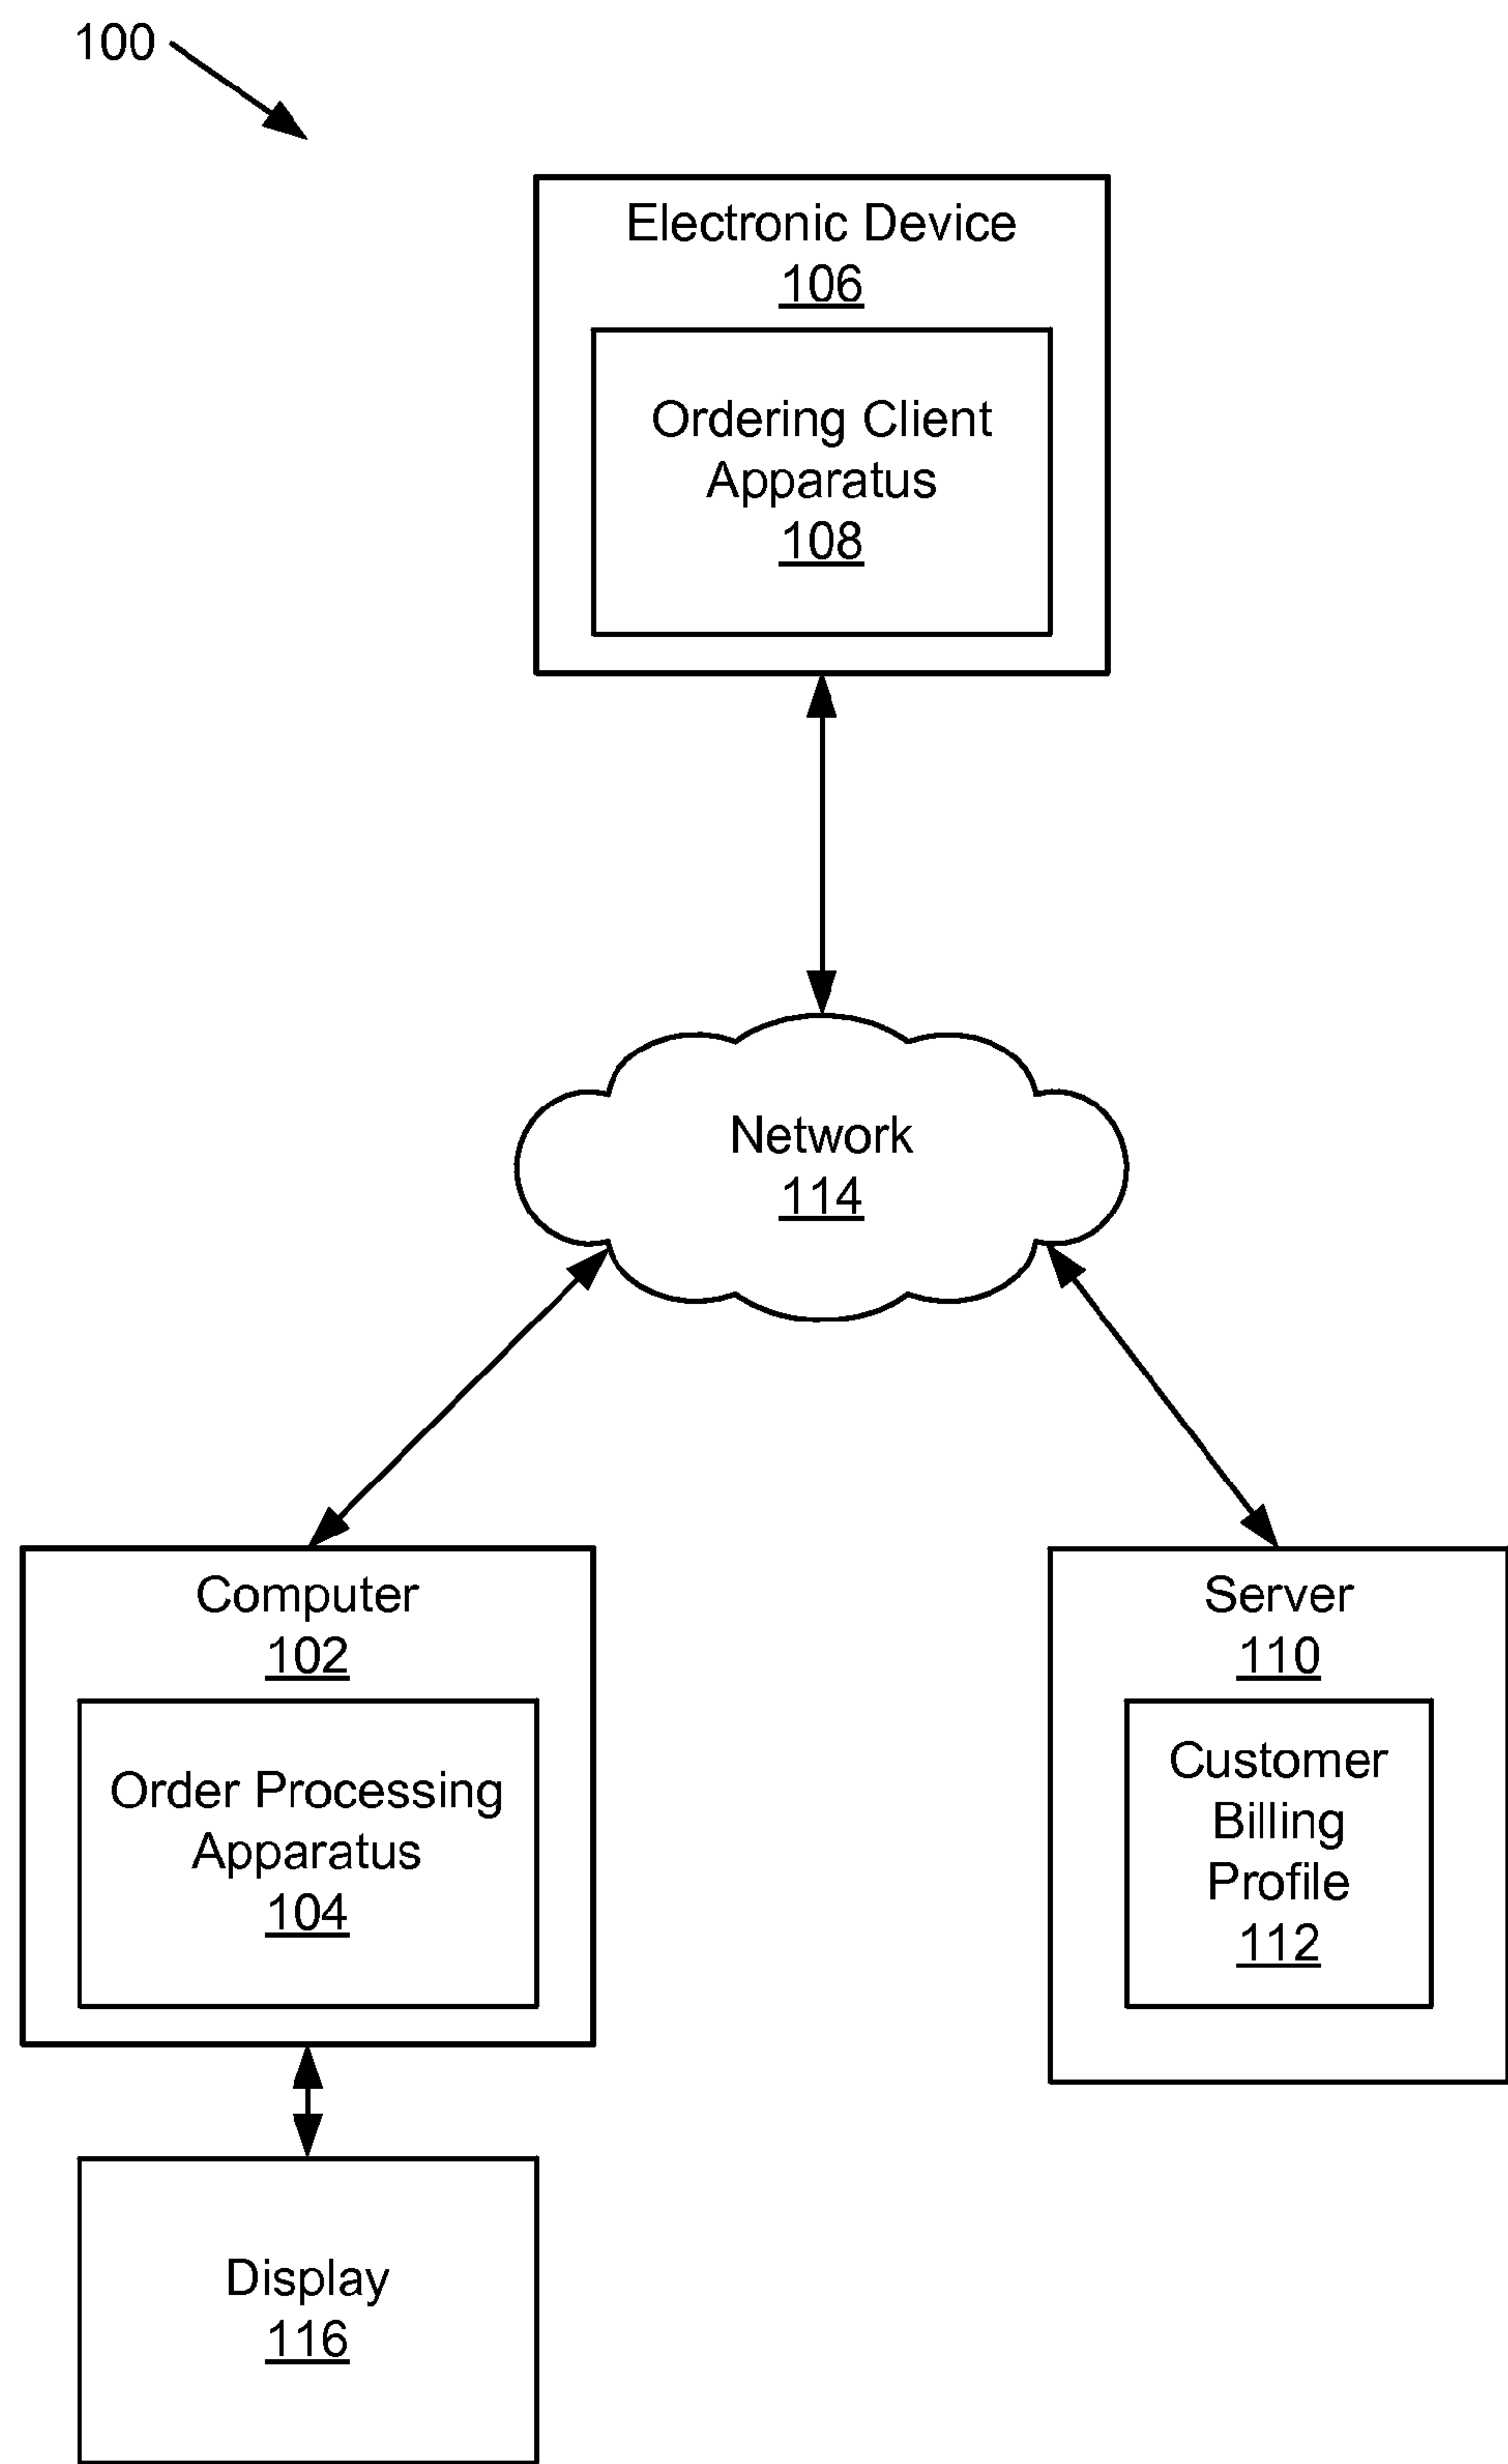 100
Electronic Device
106
Ordering Client
Apparatus
108
Network
114
Computer
102
Order Processing
Apparatus
104
Server
110
Customer
Billing
Profile
112
Display
116